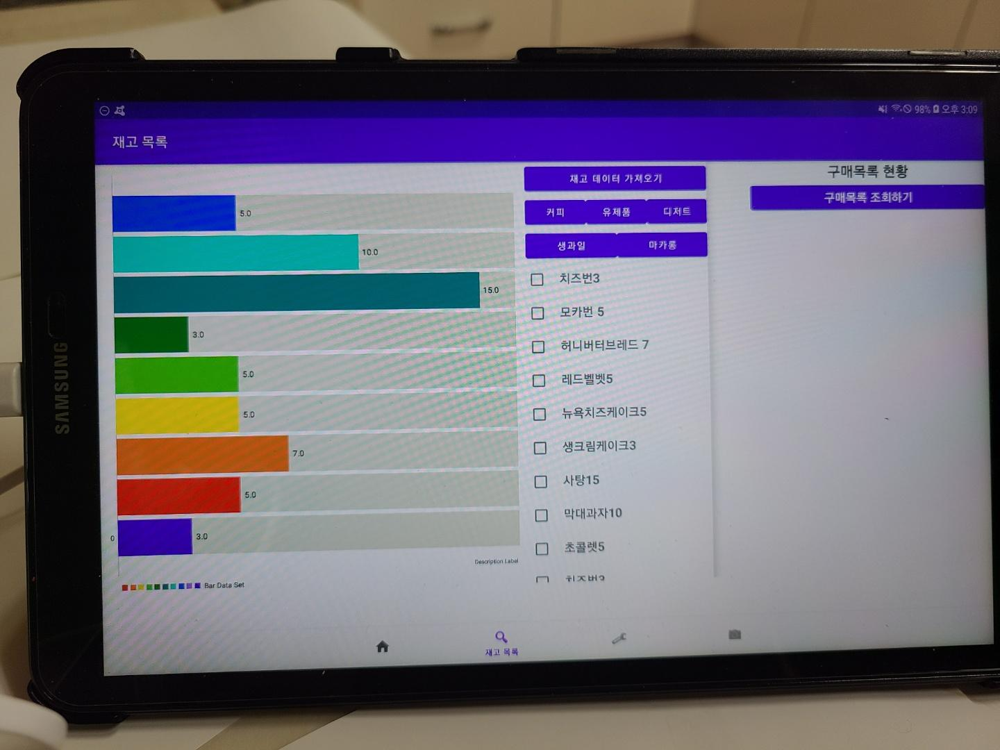 98% 오후 3:09
재고 목록
5.0
10.0
15.0
3.0
5.0
5.0
7.0
5.0
0
3.0
Description Label
Bar Data Set
재고 데이터 가져오기
커피 유제품 디저트
생과일 마카롱
치즈번3
모카번 5
허니버터브레드 7
레드벨벳5
뉴욕치즈케이크5
생크림케이크3
사탕15
막대과자10
초콜렛5
구매목록 현황
구매목록 조회하기
재고 목록
SAMSUNG